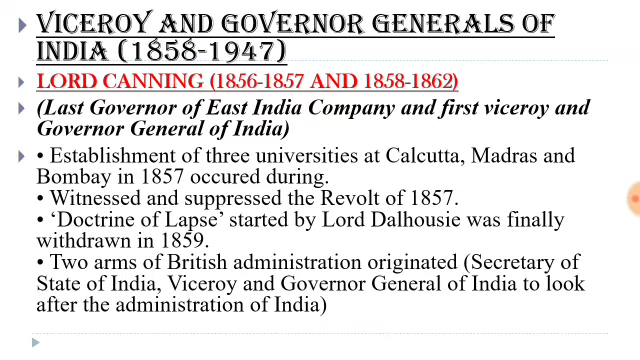 VICEROY AND GOVERNOR GENERALS OF
INDIA (1858-1947)
LORD CANNING (1856-1857 AND 1858-1862)
(Last Governor of East India Company and first viceroy and
Governor General of India)
• Establishment of three universities at Calcutta, Madras and
Bombay in 1857 occured during.
• Witnessed and suppressed the Revolt of 1857.
• ‘Doctrine of Lapse’ started by Lord Dalhousie was finally
withdrawn in 1859.
• Two arms of British administration originated (Secretary of
State of India, Viceroy and Governor General of India to look
after the administration of India)